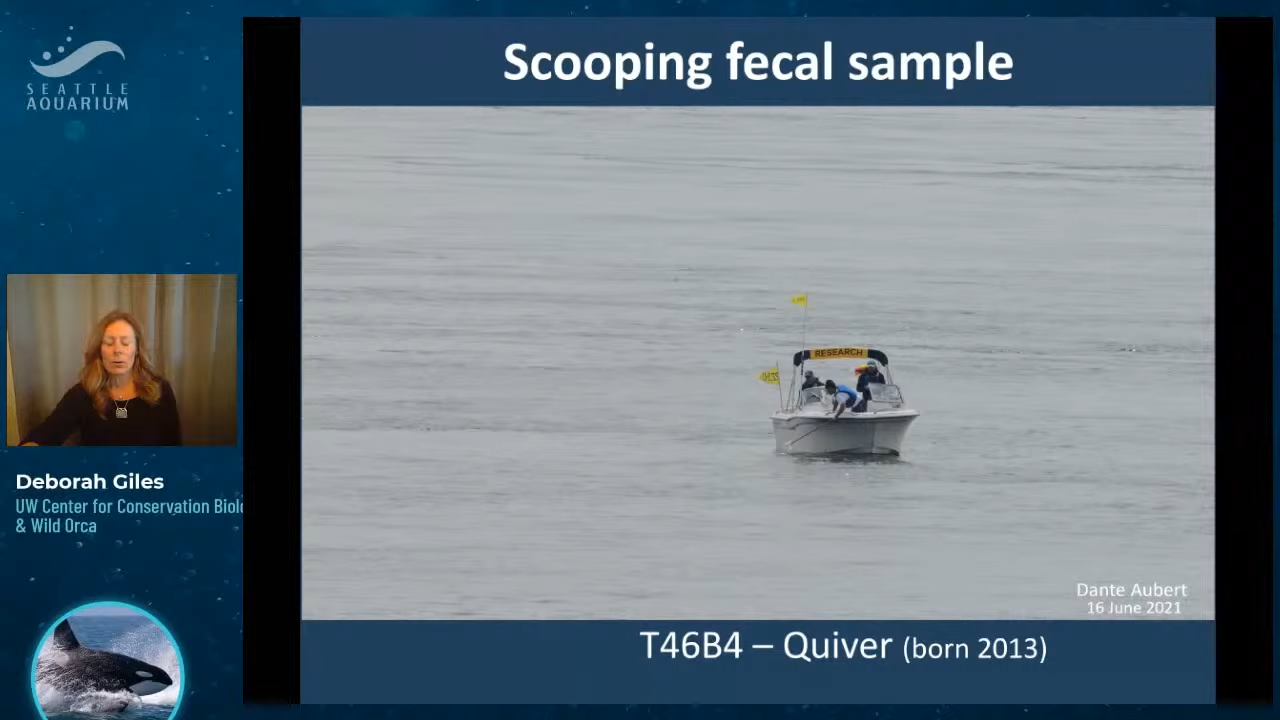 SEATTLE
AQUARIUM
Scooping fecal sample
RESEARCH
Deborah Giles
UW Center for Conservation Biol
& Wild Orca
Dante Aubert
16 June 2021
T46B4 – Quiver (born 2013)